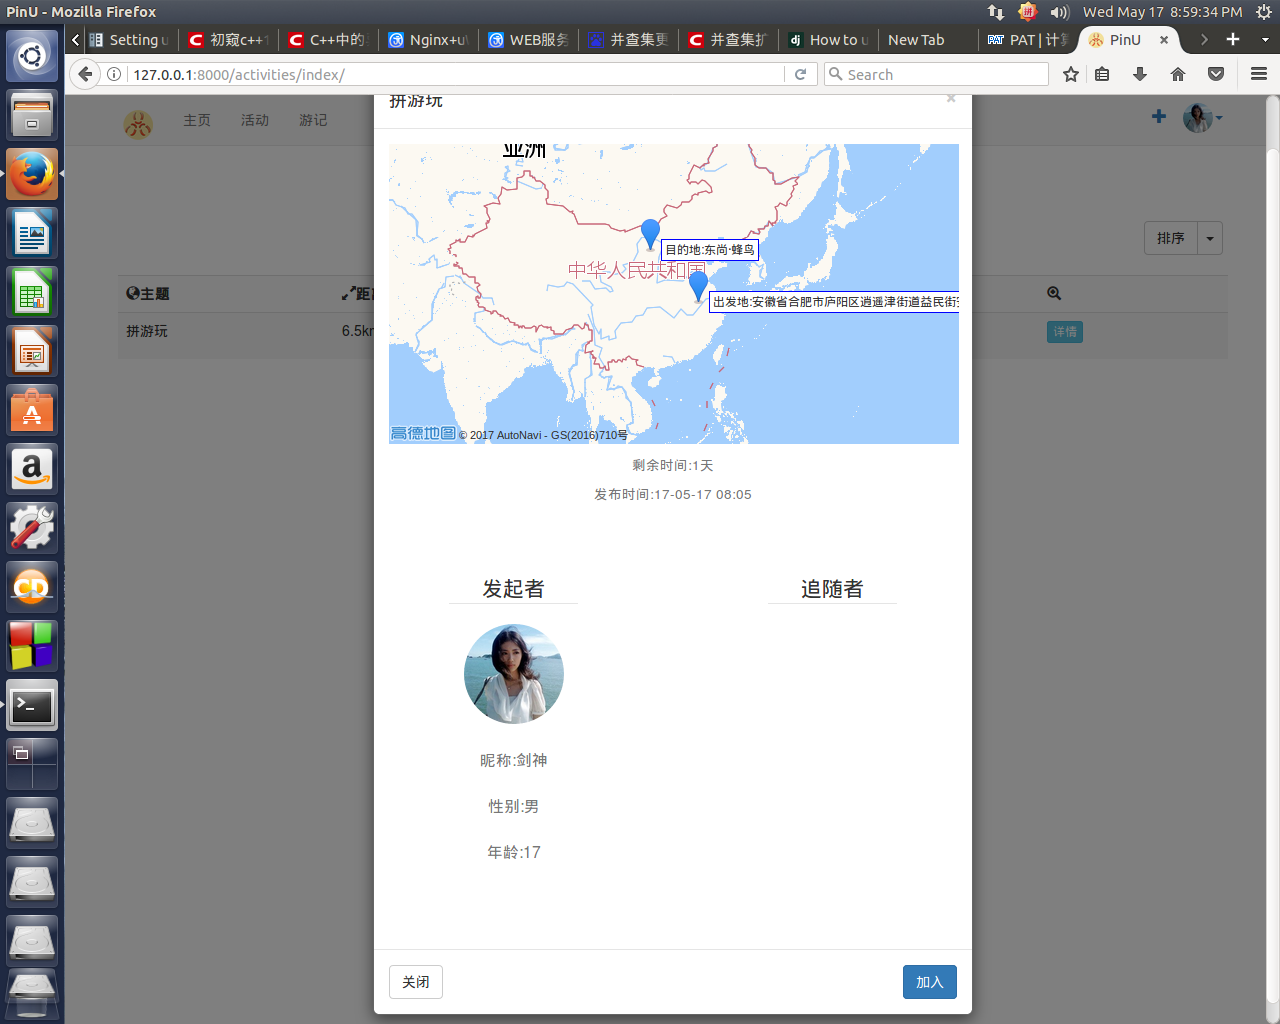 PinU - Mozilla Firefox
Wed May 17 8:59:34 PM
Setting u
初窥c++1
C++中的
Nginx+u
WEB服务
并查集更
并查集扩
How to u
New Tab
PAT | 计算
PinU
127.0.0.1:8000/activities/index/
Search
拼游玩
主页
活动
游记
亚洲
排序
目的地:东尚·蜂鸟
中华人民共和国
主题
距
出发地:安徽省合肥市庐阳区逍遥津街道益民街
拼游玩
6.5km
详情
高德地图 © 2017 AutoNavi - GS(2016)710号
剩余时间:1天
发布时间:17-05-17 08:05
发起者
追随者
昵称:剑神
性别:男
年龄:17
关闭
加入